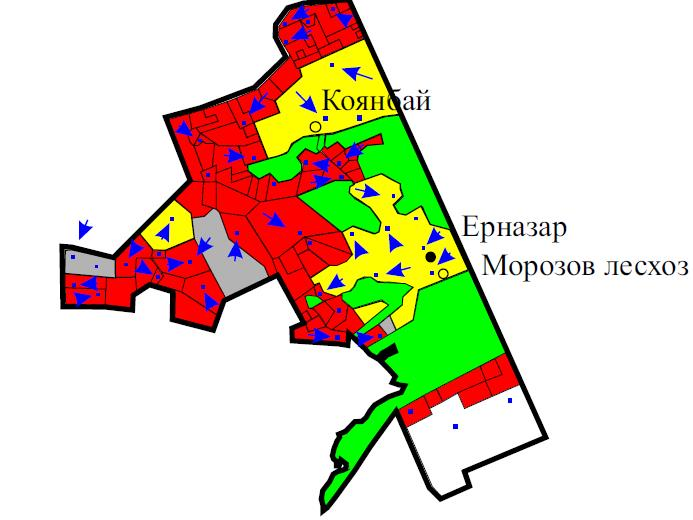 Коянбай
Ерназар
Морозов лесхоз